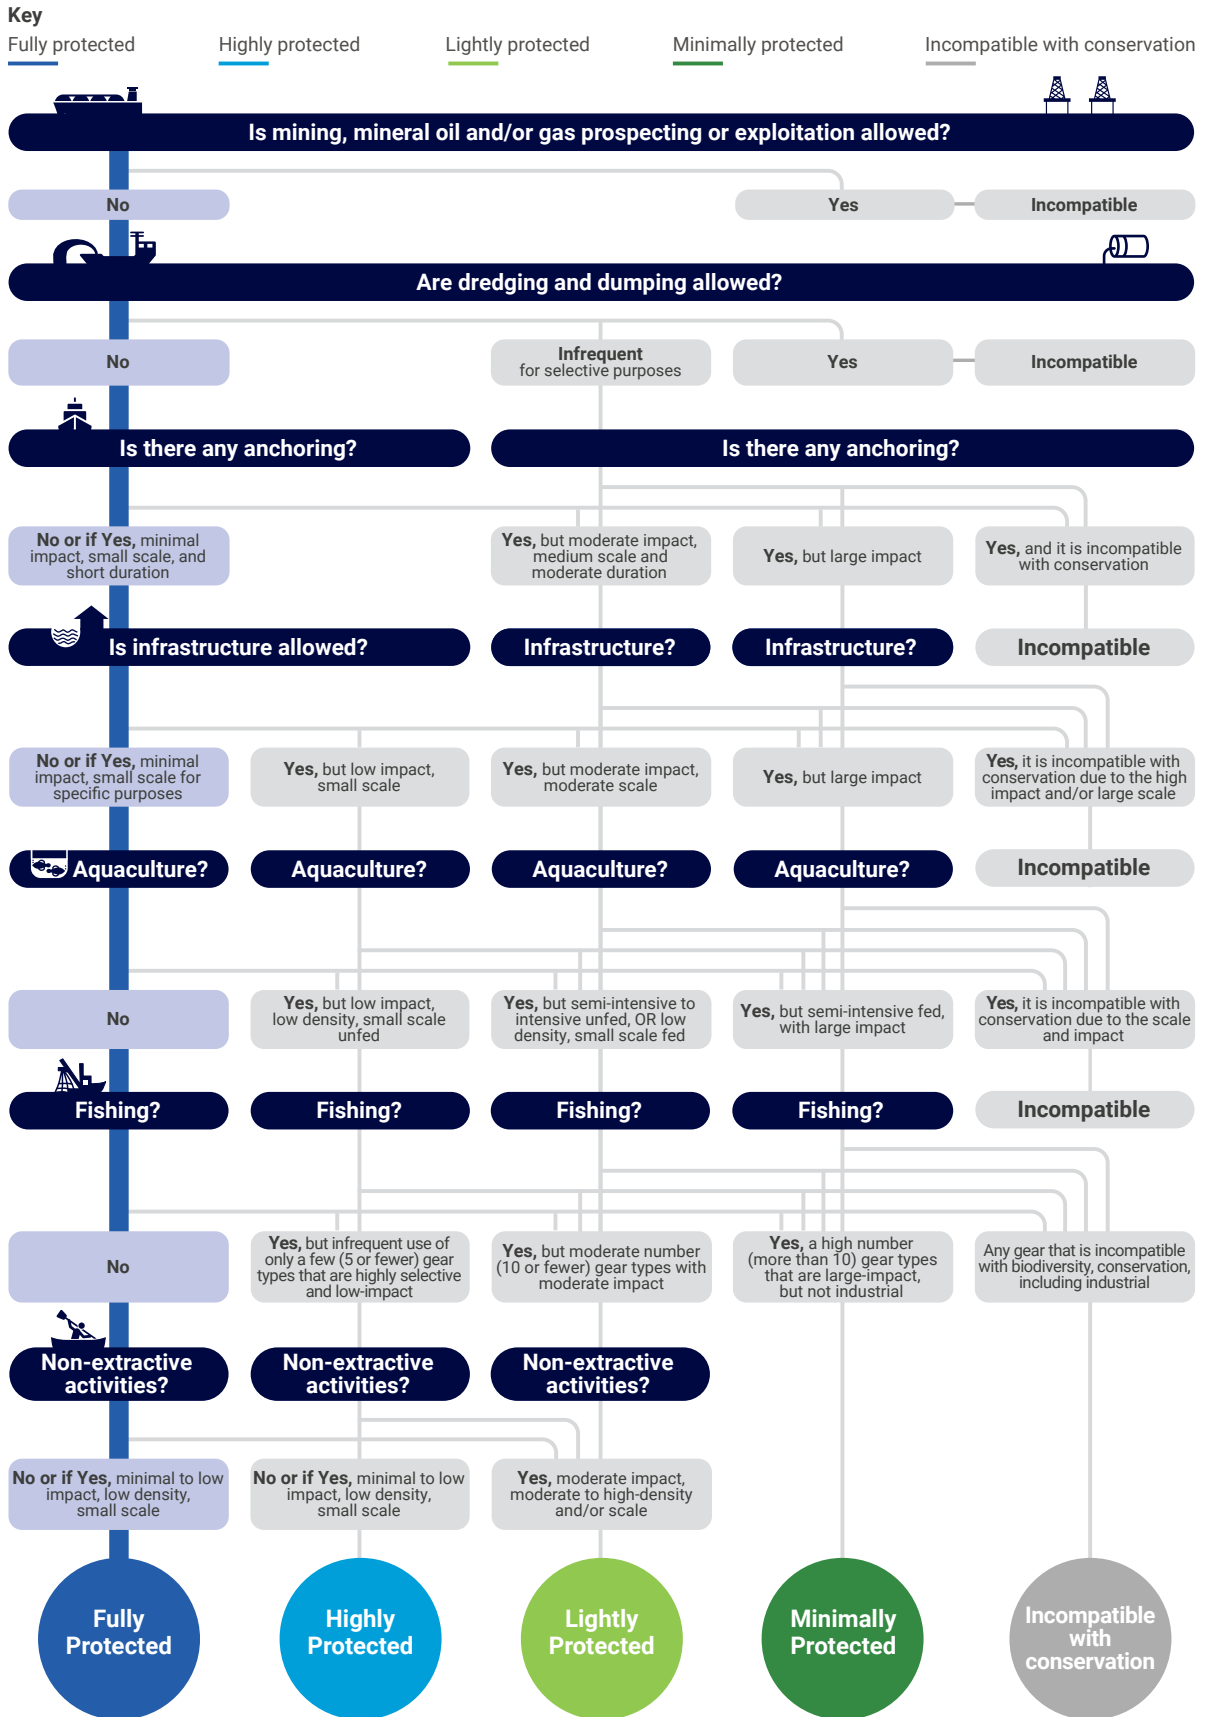 Key
Fully protected
Highly protected
Lightly protected
Minimally protected
Incompatible with conservation
Is mining, mineral oil and/or gas prospecting or exploitation allowed?
No
Yes
Incompatible
Are dredging and dumping allowed?
No
Infrequent
for selective purposes
Yes
Incompatible
Is there any anchoring?
Is there any anchoring?
No or if Yes, minimal
impact, small scale, and
short duration
Yes, but moderate impact,
medium scale and
moderate duration
Yes, but large impact
Yes, and it is incompatible
with conservation
Is infrastructure allowed?
Infrastructure?
Infrastructure?
Incompatible
No or if Yes, minimal
impact, small scale for
specific purposes
Yes, but low impact,
small scale
Yes, but moderate impact,
moderate scale
Yes, but large impact
Yes, it is incompatible with
conservation due to the high
impact and/or large scale
Aquaculture?
Aquaculture?
Aquaculture?
Aquaculture?
Incompatible
No
Yes, but low impact,
low density, small scale
unfed
Yes, but semi-intensive to
intensive unfed, OR low
density, small scale fed
Yes, but semi-intensive fed,
with large impact
Yes, it is incompatible with
conservation due to the scale
and impact
Fishing?
Fishing?
Fishing?
Fishing?
Incompatible
No
Yes, but infrequent use of
only a few (5 or fewer) gear
types that are highly selective
and low-impact
Yes, but moderate number
(10 or fewer) gear types with
moderate impact
Yes, a high number
(more than 10) gear types
that are large-impact,
but not industrial
Any gear that is incompatible
with biodiversity, conservation,
including industrial
Non-extractive
activities?
Non-extractive
activities?
Non-extractive
activities?
No or if Yes, minimal to low
impact, low density,
small scale
No or if Yes, minimal to low
impact, low density,
small scale
Yes, moderate impact,
moderate to high-density
and/or scale
Fully
Protected
Highly
Protected
Lightly
Protected
Minimally
Protected
Incompatible
with
conservation